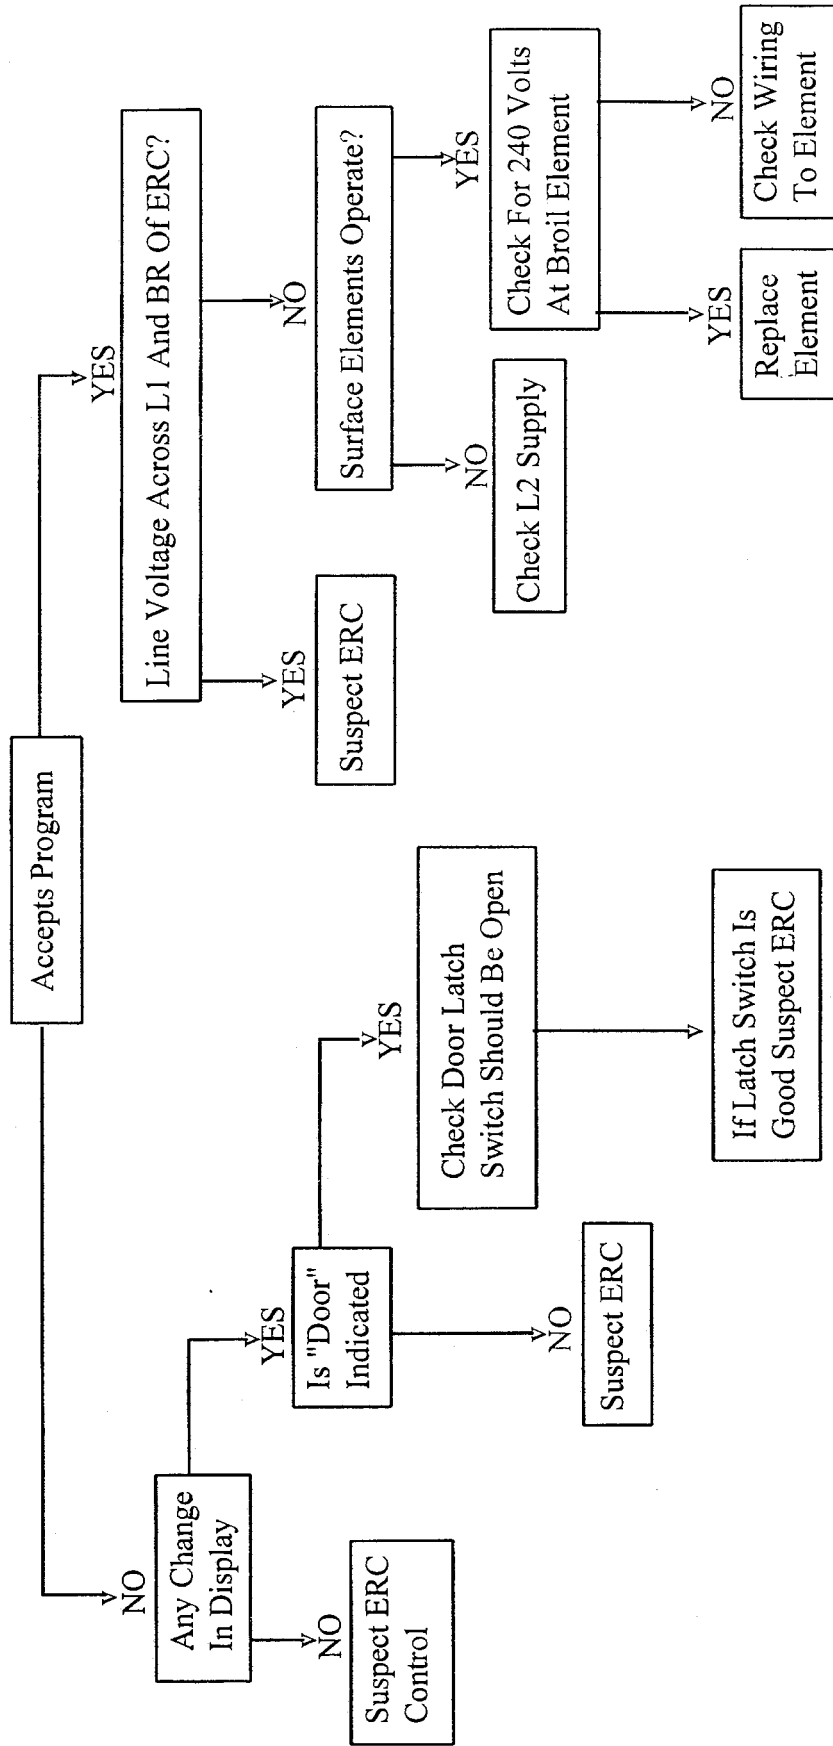 Accepts Program
NO
YES
Any Change
In Display
Line Voltage Across L1 And BR Of ERC?
NO
YES
YES
NO
Suspect ERC
Control
Is "Door"
Indicated
Suspect ERC
Surface Elements Operate?
NO
YES
NO
YES
Suspect ERC
Check Door Latch
Switch Should Be Open
Check L2 Supply
Check For 240 Volts
At Broil Element
YES
NO
If Latch Switch Is
Good Suspect ERC
Replace
Element
Check Wiring
To Element